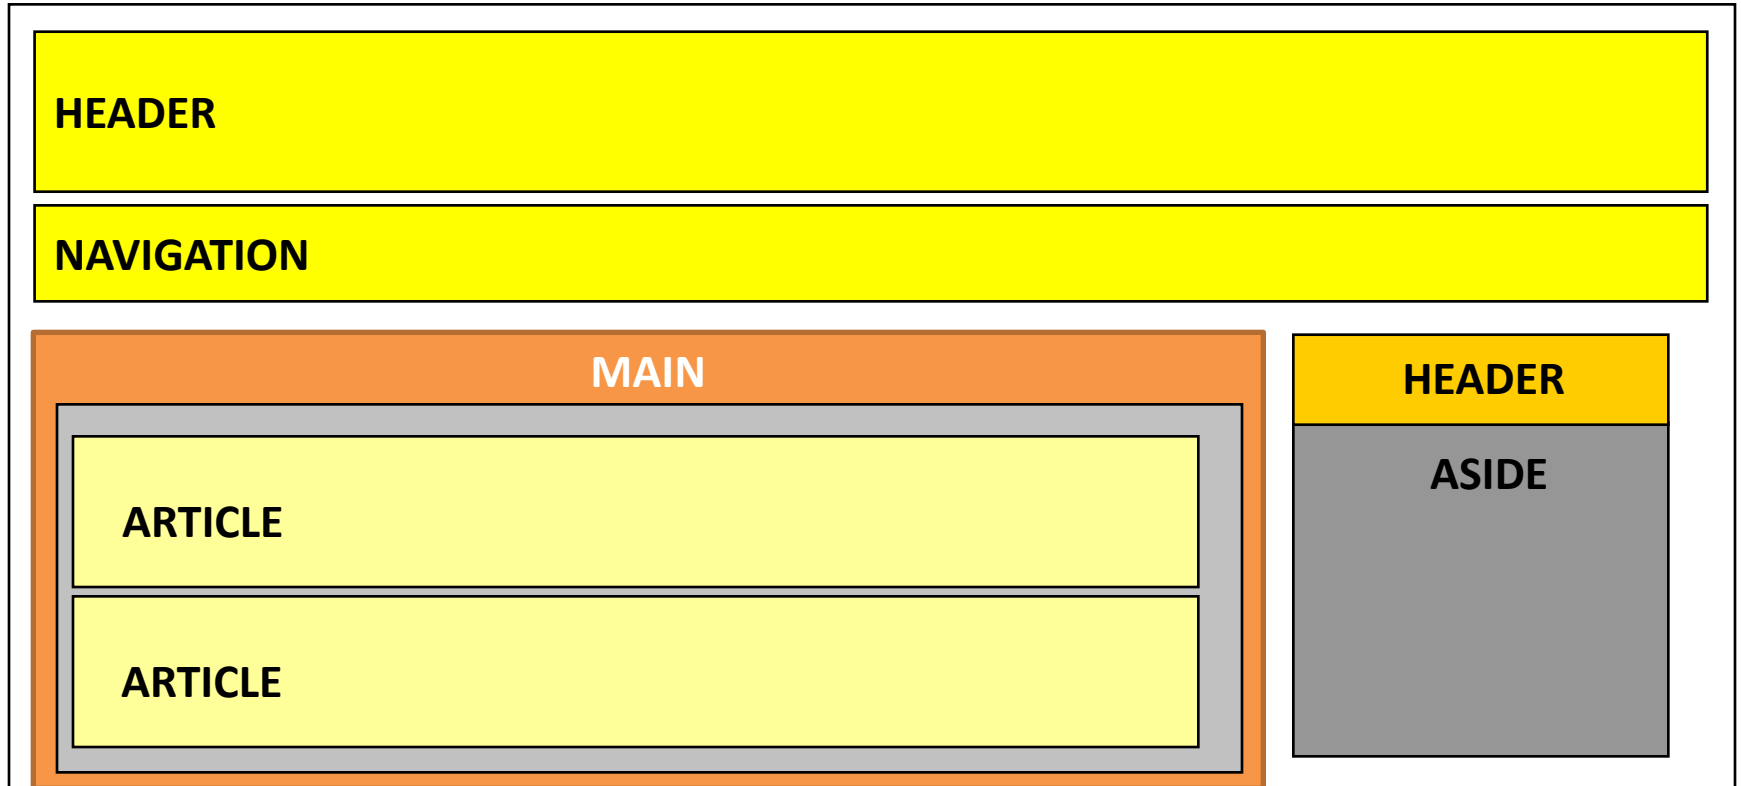 HEADER
NAVIGATION
MAIN
ARTICLE
ARTICLE
HEADER
ASIDE